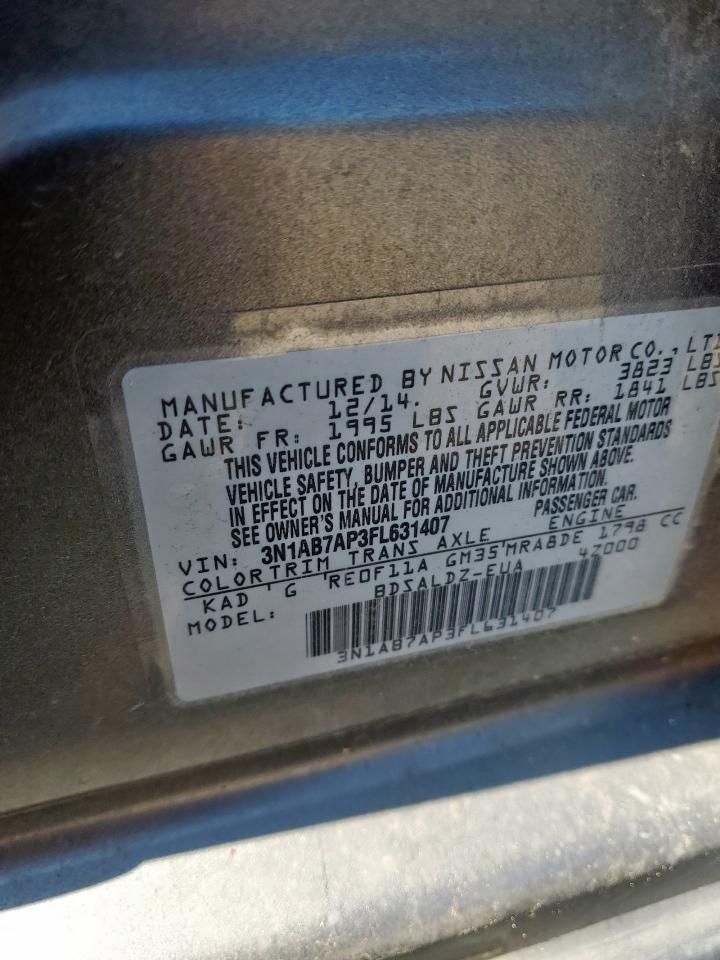 MANUFACTURED BY NISSAN MOTOR CO., LT
DATE: 12/14. GVWR: 3823 LBS
GAWR FR: 1995 LBS GAWR RR: 1841 LBS
THIS VEHICLE CONFORMS TO ALL APPLICABLE FEDERAL MOTOR
VEHICLE SAFETY, BUMPER AND THEFT PREVENTION STANDARDS
IN EFFECT ON THE DATE OF MANUFACTURE SHOWN ABOVE.
SEE OWNER'S MANUAL FOR ADDITIONAL INFORMATION.
VIN: 3N1AB7AP3FL631407 PASSENGER CAR.
COLOR TRIM TRANS AXLE ENGINE
KAD G RE0F11A GM35 MRA8DE 1798 CC
MODEL: BDSALDZ-EUA 4Z000
3N1AB7AP3FL631407